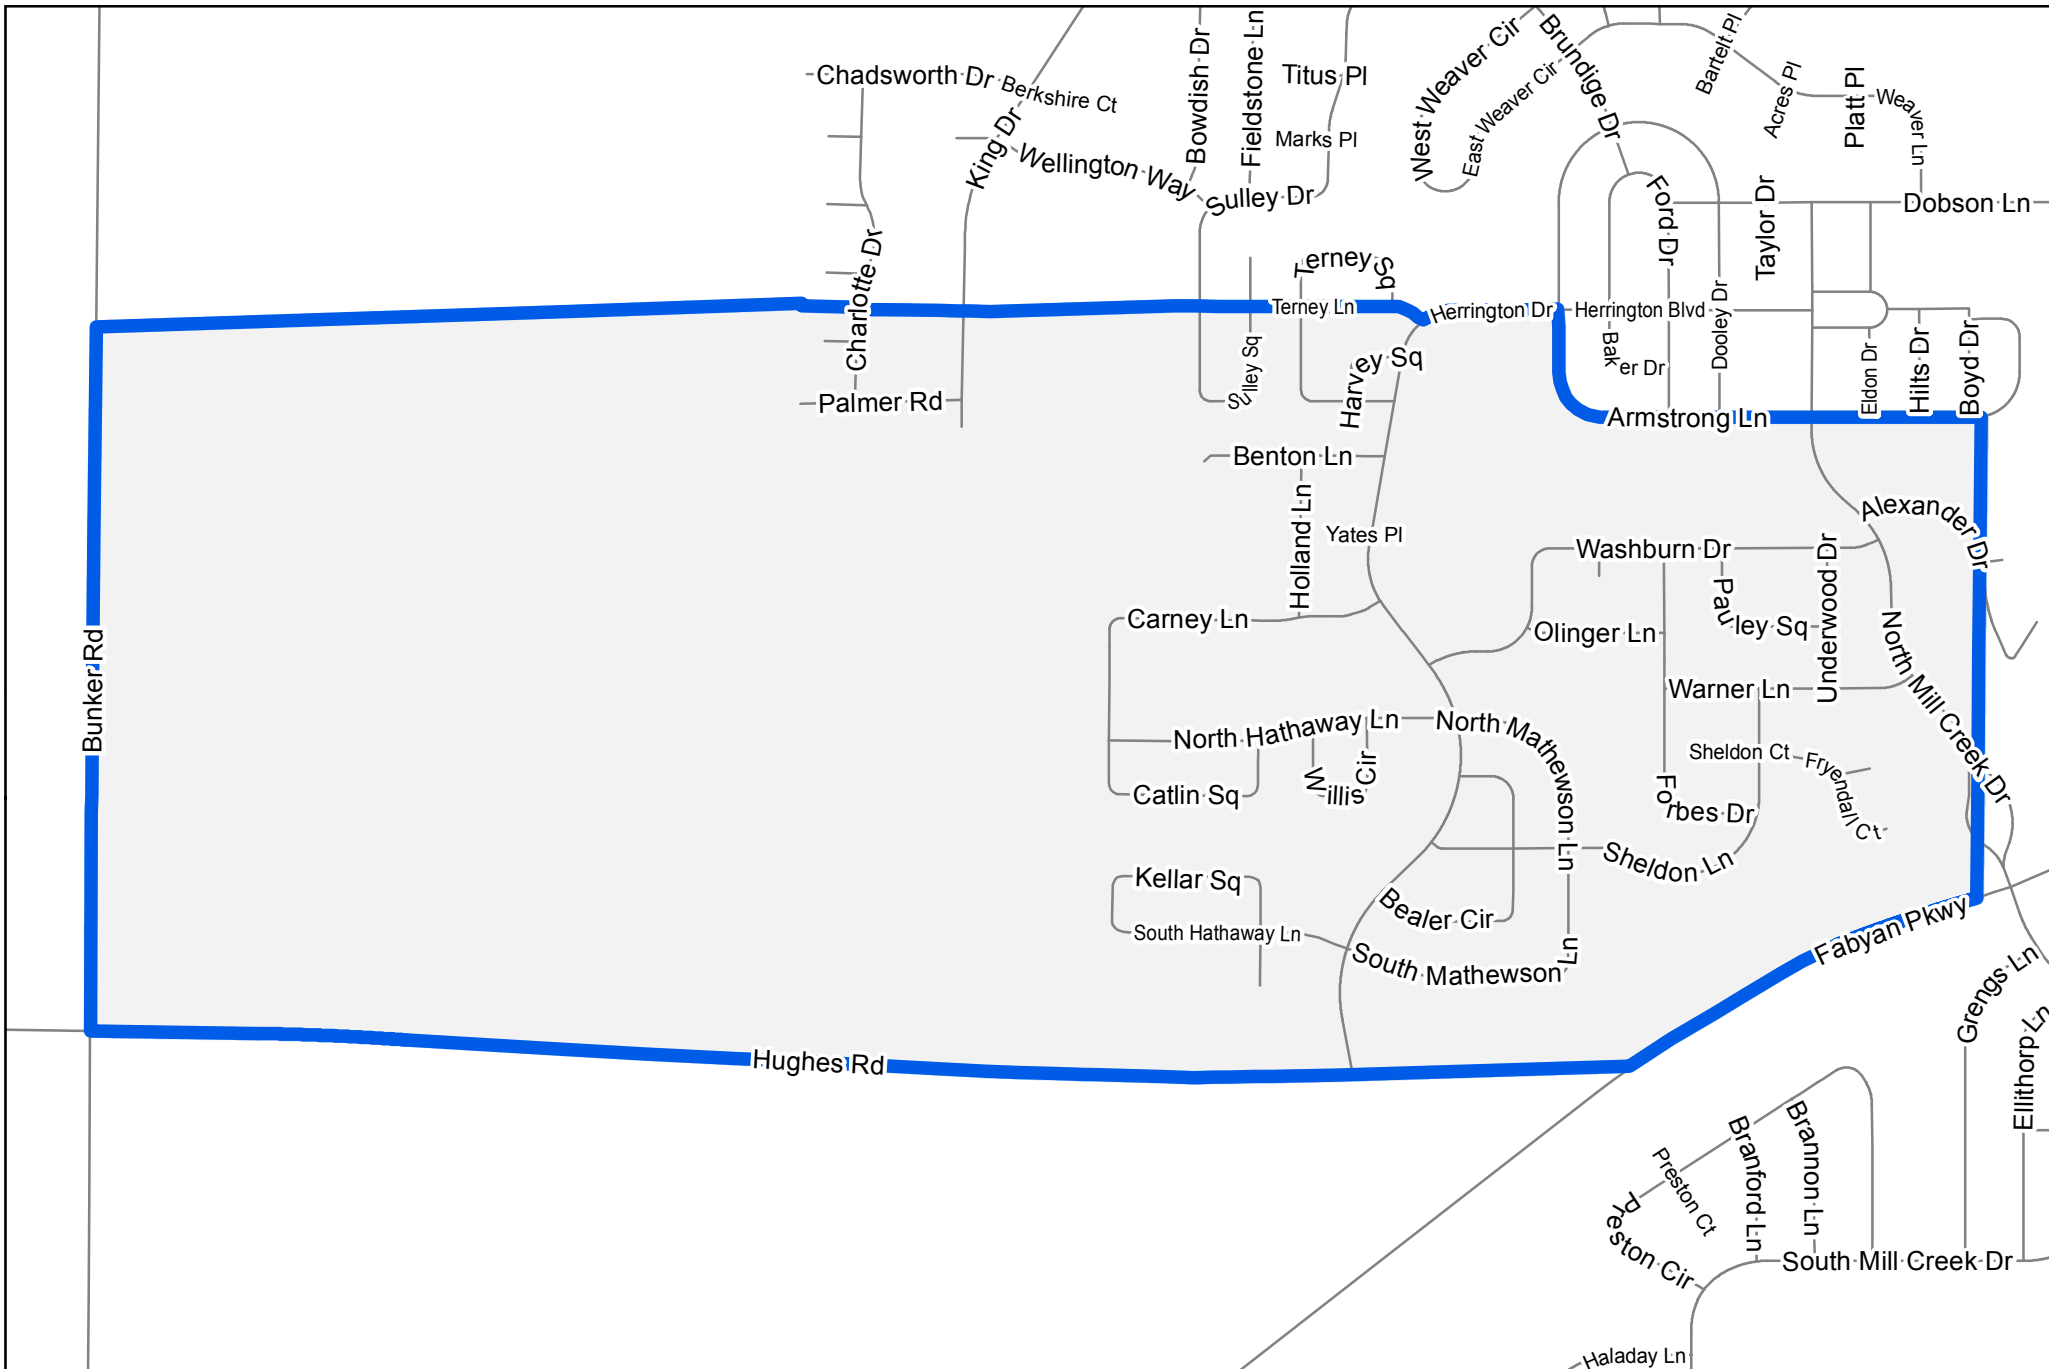 Chadsworth Dr
Berkshire Ct
King Dr
Wellington Way
Bowdish Dr
Fieldstone Ln
Titus Pl
Marks Pl
Sulley Dr
West Weaver Cir
East Weaver Cir
Brundige Dr
Bartelt Pl
Acres Pl
Platt Pl
Weaver Ln
Ford Dr
Taylor Dr
Dobson Ln
Charlotte Dr
Terney Sq
Terney Ln
Herrington Dr
Herrington Blvd
Dooley Dr
Baker Dr
Eldon Dr
Hilts Dr
Boyd Dr
Palmer Rd
Sulley Sq
Harvey Sq
Armstrong Ln
Benton Ln
Holland Ln
Yates Pl
Alexander Dr
Washburn Dr
Pauley Sq
Underwood Dr
Carney Ln
Olinger Ln
North Mill Creek Dr
Bunker Rd
Warner Ln
North Hathaway Ln
North Mathewson Ln
Willis Cir
Catlin Sq
Sheldon Ct
Fryendall Ct
Forbes Dr
Sheldon Ln
Kellar Sq
Bealer Cir
South Hathaway Ln
South Mathewson Ln
Fabyan Pkwy
Hughes Rd
Grengs Ln
Ellithorp Ln
Preston Ct
Branford Ln
Brannon Ln
Preston Cir
South Mill Creek Dr
Haladay Ln